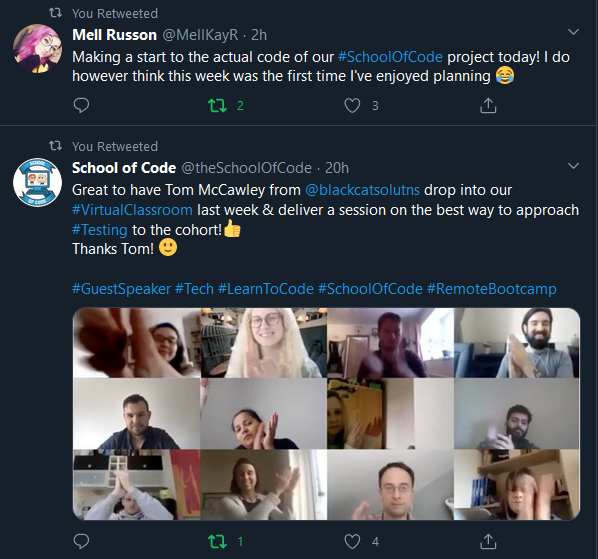 You Retweeted
Mell Russon @MellKayR · 2h
Making a start to the actual code of our #SchoolOfCode project today! I do
however think this week was the first time I've enjoyed planning 😂
2 3
You Retweeted
School of Code @theSchoolOfCode · 20h
Great to have Tom McCawley from @blackcatsolutns drop into our
#VirtualClassroom last week & deliver a session on the best way to approach
#Testing to the cohort!👍
Thanks Tom! 🙂
#GuestSpeaker #Tech #LearnToCode #SchoolOfCode #RemoteBootcamp
SCHOOL
OF CODE
1 4